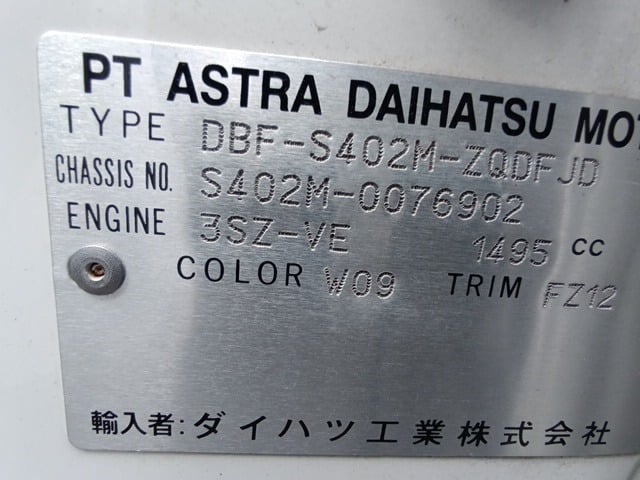 PT ASTRA DAIHATSU MOT
TYPE DBF-S402M-ZQDFJD
CHASSIS NO. S402M-0076902
ENGINE 3SZ-VE 1495 CC
COLOR W09 TRIM FZ12
輸入者: ダイハツ工業株式会社